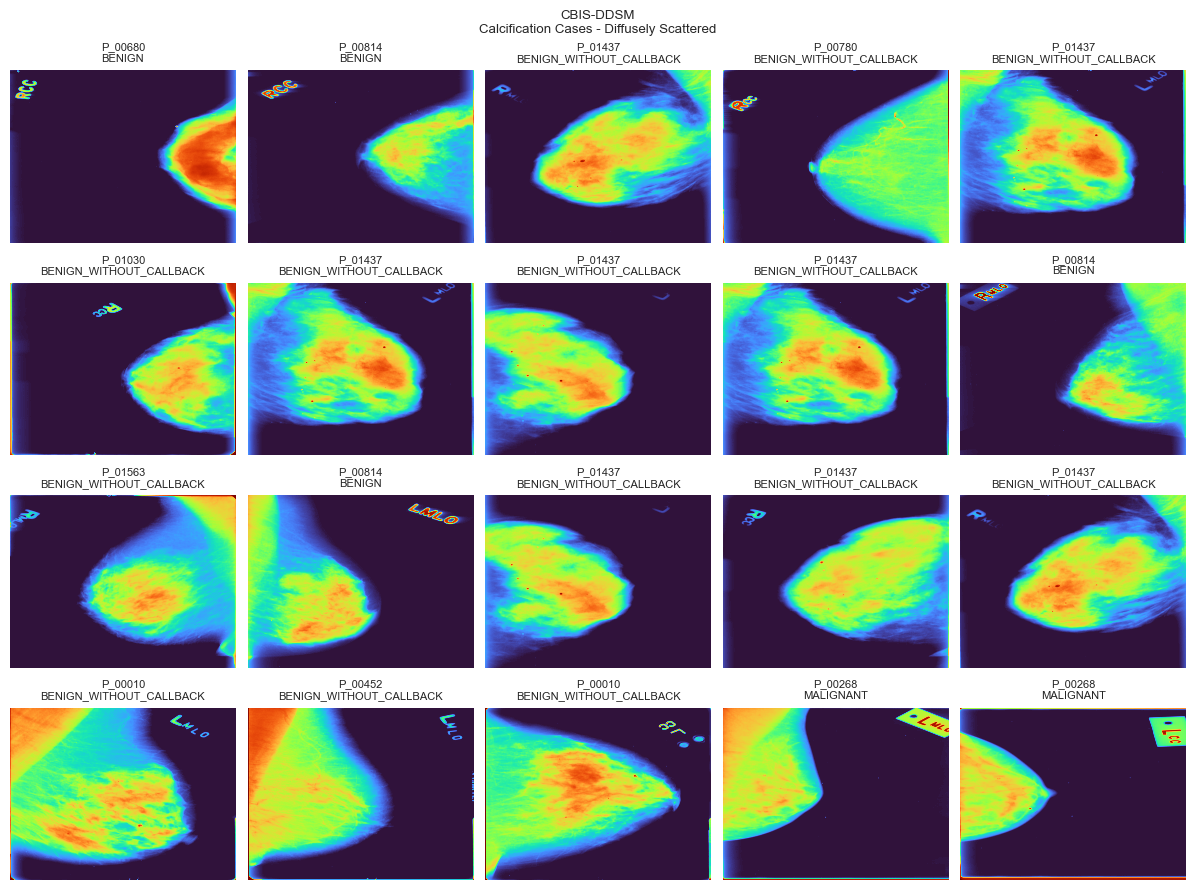 CBIS-DDSM
Calcification Cases - Diffusely Scattered
P_00680
BENIGN
P_00814
BENIGN
P_01437
BENIGN_WITHOUT_CALLBACK
P_00780
BENIGN_WITHOUT_CALLBACK
P_01437
BENIGN_WITHOUT_CALLBACK
RCC
RCC
R
RCC
LMLO
P_01030
BENIGN_WITHOUT_CALLBACK
P_01437
BENIGN_WITHOUT_CALLBACK
P_01437
BENIGN_WITHOUT_CALLBACK
P_01437
BENIGN_WITHOUT_CALLBACK
P_00814
BENIGN
LMLO
LMLO
P_01563
BENIGN_WITHOUT_CALLBACK
P_00814
BENIGN
P_01437
BENIGN_WITHOUT_CALLBACK
P_01437
BENIGN_WITHOUT_CALLBACK
P_01437
BENIGN_WITHOUT_CALLBACK
LMLO
R
P_00010
BENIGN_WITHOUT_CALLBACK
P_00452
BENIGN_WITHOUT_CALLBACK
P_00010
BENIGN_WITHOUT_CALLBACK
P_00268
MALIGNANT
P_00268
MALIGNANT
LMLO
LMLO
LMLO
LCC